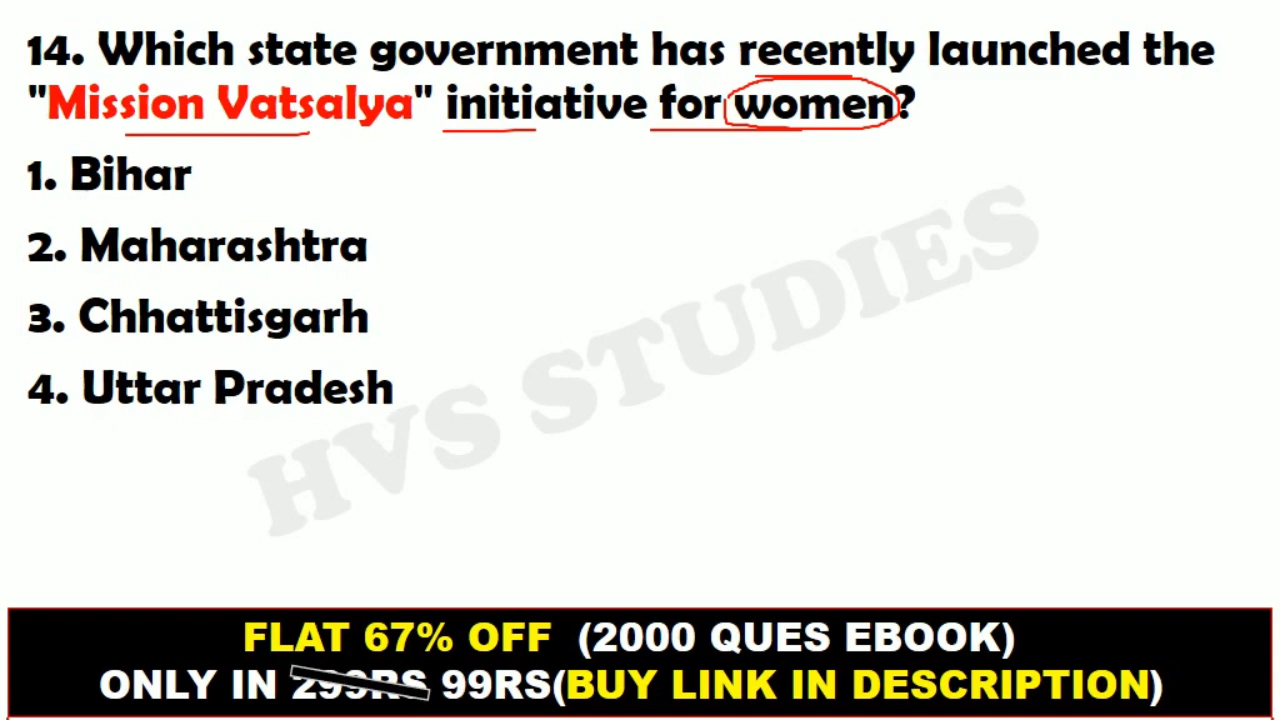 14. Which state government has recently launched the
"Mission Vatsalya" initiative for women?
1. Bihar
2. Maharashtra
3. Chhattisgarh
4. Uttar Pradesh
HVS STUDIES
FLAT 67% OFF (2000 QUES EBOOK)
ONLY IN 299RS 99RS(BUY LINK IN DESCRIPTION)